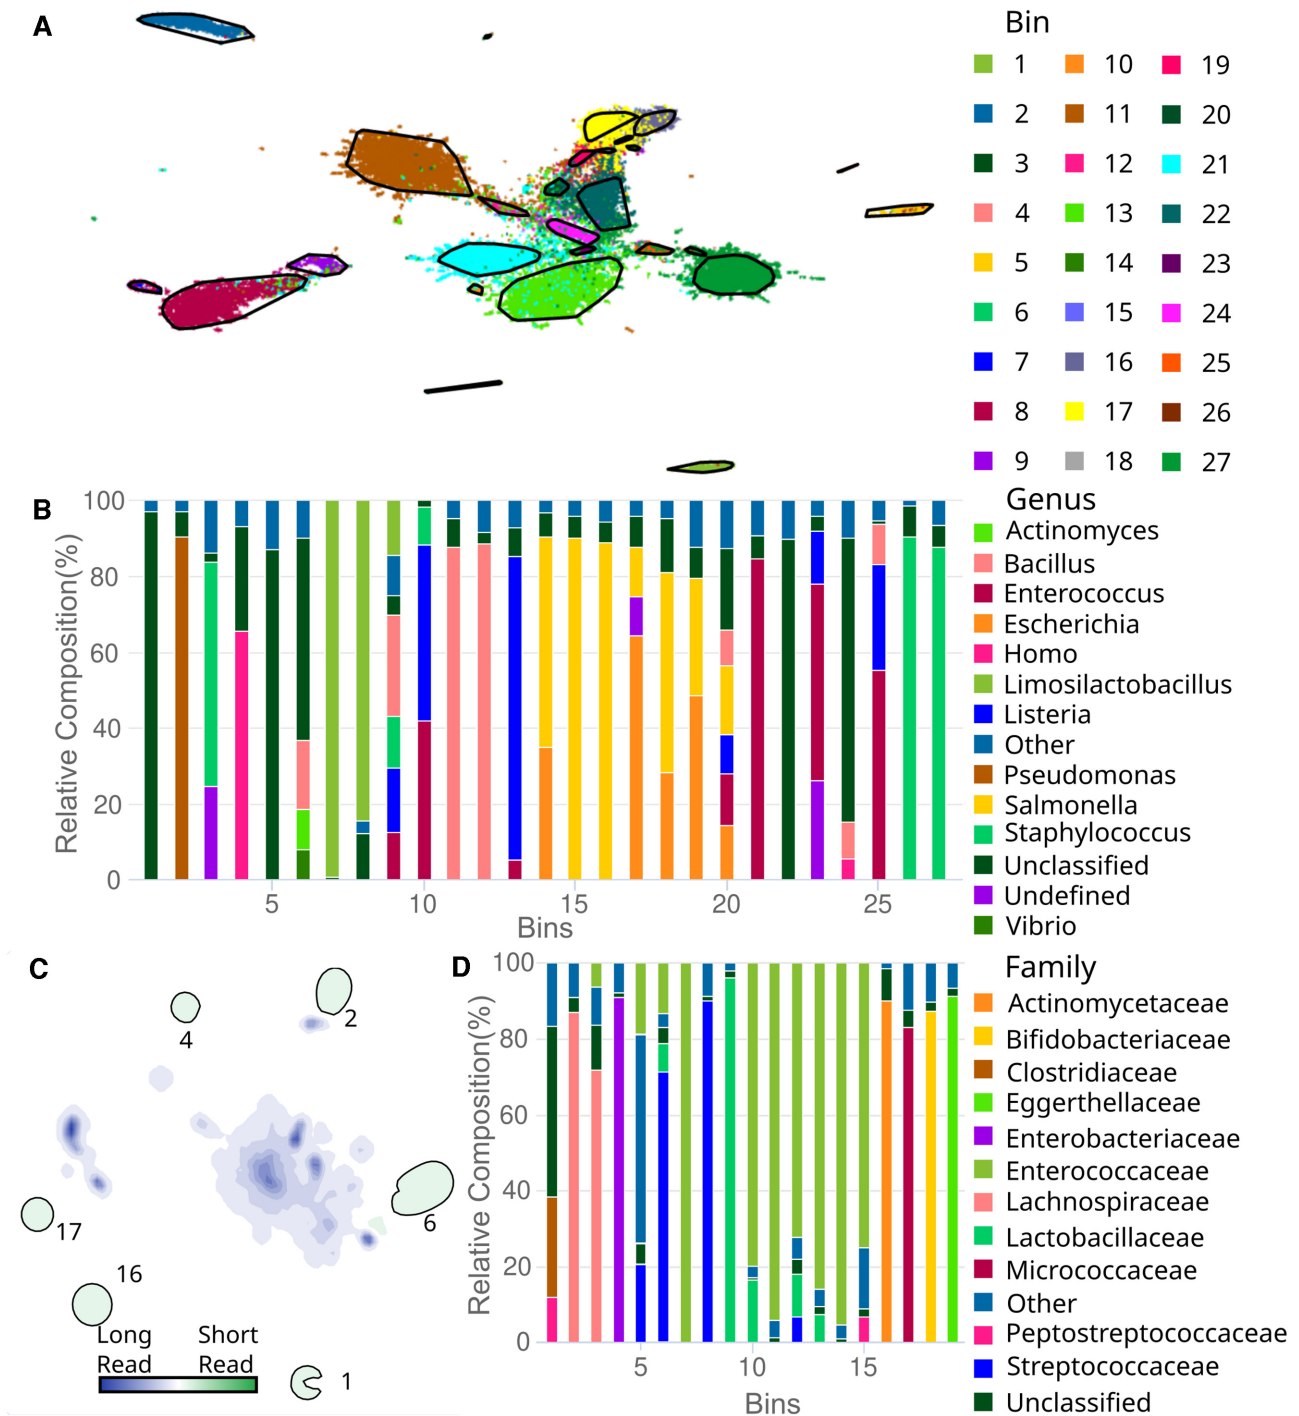 A
Bin
1 10 19
2 11 20
3 12 21
4 13 22
5 14 23
6 15 24
7 16 25
8 17 26
9 18 27
B
Relative Composition(%)
100
80
60
40
20
0
5 10 15 20 25
Bins
Genus
Actinomyces
Bacillus
Enterococcus
Escherichia
Homo
Limosilactobacillus
Listeria
Other
Pseudomonas
Salmonella
Staphylococcus
Unclassified
Undefined
Vibrio
C
2
4
6
17
16
1
Long Read
Short Read
D
Relative Composition(%)
100
80
60
40
20
0
5 10 15
Bins
Family
Actinomycetaceae
Bifidobacteriaceae
Clostridiaceae
Eggerthellaceae
Enterobacteriaceae
Enterococcaceae
Lachnospiraceae
Lactobacillaceae
Micrococcaceae
Other
Peptostreptococcaceae
Streptococcaceae
Unclassified